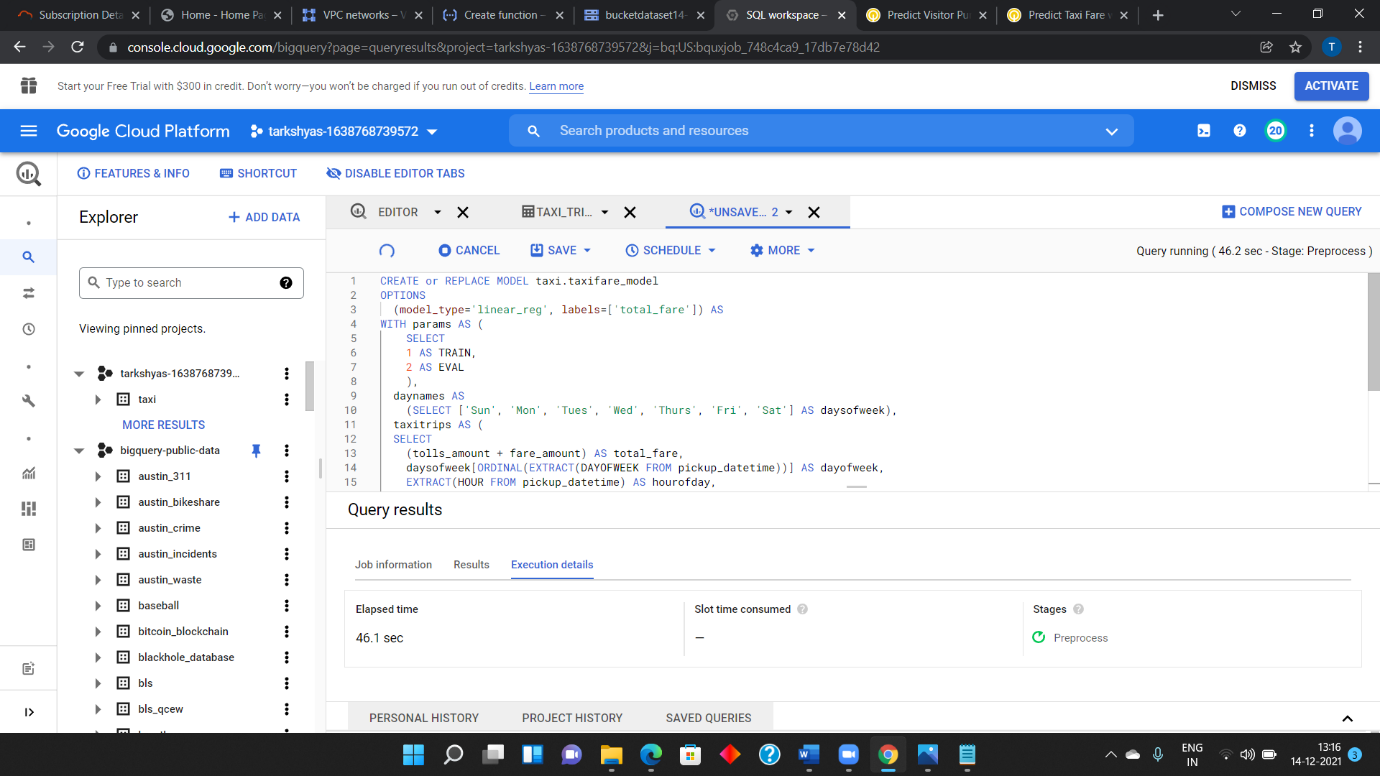 Subscription Deta
Home - Home Pa
VPC networks – V
Create function –
bucketdataset14-
SQL workspace –
Predict Visitor Pu
Predict Taxi Fare v
console.cloud.google.com/bigquery?page=queryresults&project=tarkshyas-16387687395728&j=bq:US:bquxjob_748c4ca9_17db7e78d42
T
Start your Free Trial with $300 in credit. Don't worry—you won't be charged if you run out of credits. Learn more
DISMISS
ACTIVATE
Google Cloud Platform
tarkshyas-1638768739572
Search products and resources
20
FEATURES & INFO
SHORTCUT
DISABLE EDITOR TABS
Explorer
+ ADD DATA
EDITOR
TAXI_TRI...
*UNSAVE... 2
COMPOSE NEW QUERY
CANCEL
SAVE
SCHEDULE
MORE
Query running ( 46.2 sec - Stage: Preprocess )
Type to search
Viewing pinned projects.
tarkshyas-1638768739...
taxi
MORE RESULTS
bigquery-public-data
austin_311
austin_bikeshare
austin_crime
austin_incidents
austin_waste
baseball
bitcoin_blockchain
blackhole_database
bls
bls_qcew
1 CREATE or REPLACE MODEL taxi.taxifare_model
2 OPTIONS
3 (model_type='linear_reg', labels=['total_fare']) AS
4 WITH params AS (
5 SELECT
6 1 AS TRAIN,
7 2 AS EVAL
8 ),
9 daynames AS
10 (SELECT ['Sun', 'Mon', 'Tues', 'Wed', 'Thurs', 'Fri', 'Sat'] AS daysofweek),
11 taxitrips AS (
12 SELECT
13 (tolls_amount + fare_amount) AS total_fare,
14 daysofweek[ORDINAL(EXTRACT(DAYOFWEEK FROM pickup_datetime))] AS dayofweek,
15 EXTRACT(HOUR FROM pickup_datetime) AS hourofday,
Query results
Job information
Results
Execution details
Elapsed time
46.1 sec
Slot time consumed
—
Stages
Preprocess
PERSONAL HISTORY
PROJECT HISTORY
SAVED QUERIES
ENG
IN
13:16
14-12-2021
3